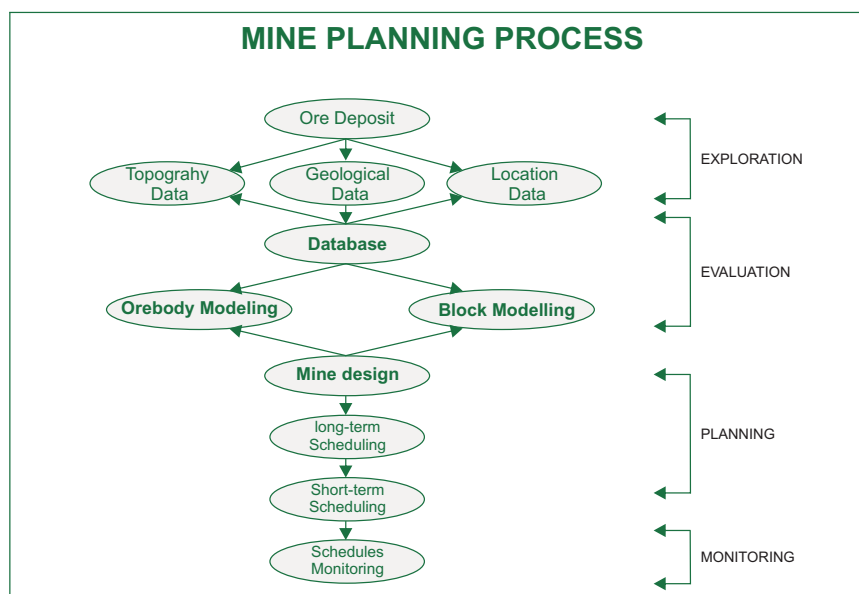 MINE PLANNING PROCESS
Ore Deposit
Topograhy
Data
Geological
Data
Location
Data
EXPLORATION
Database
EVALUATION
Orebody Modeling
Block Modelling
Mine design
long-term
Scheduling
PLANNING
Short-term
Scheduling
Schedules
Monitoring
MONITORING